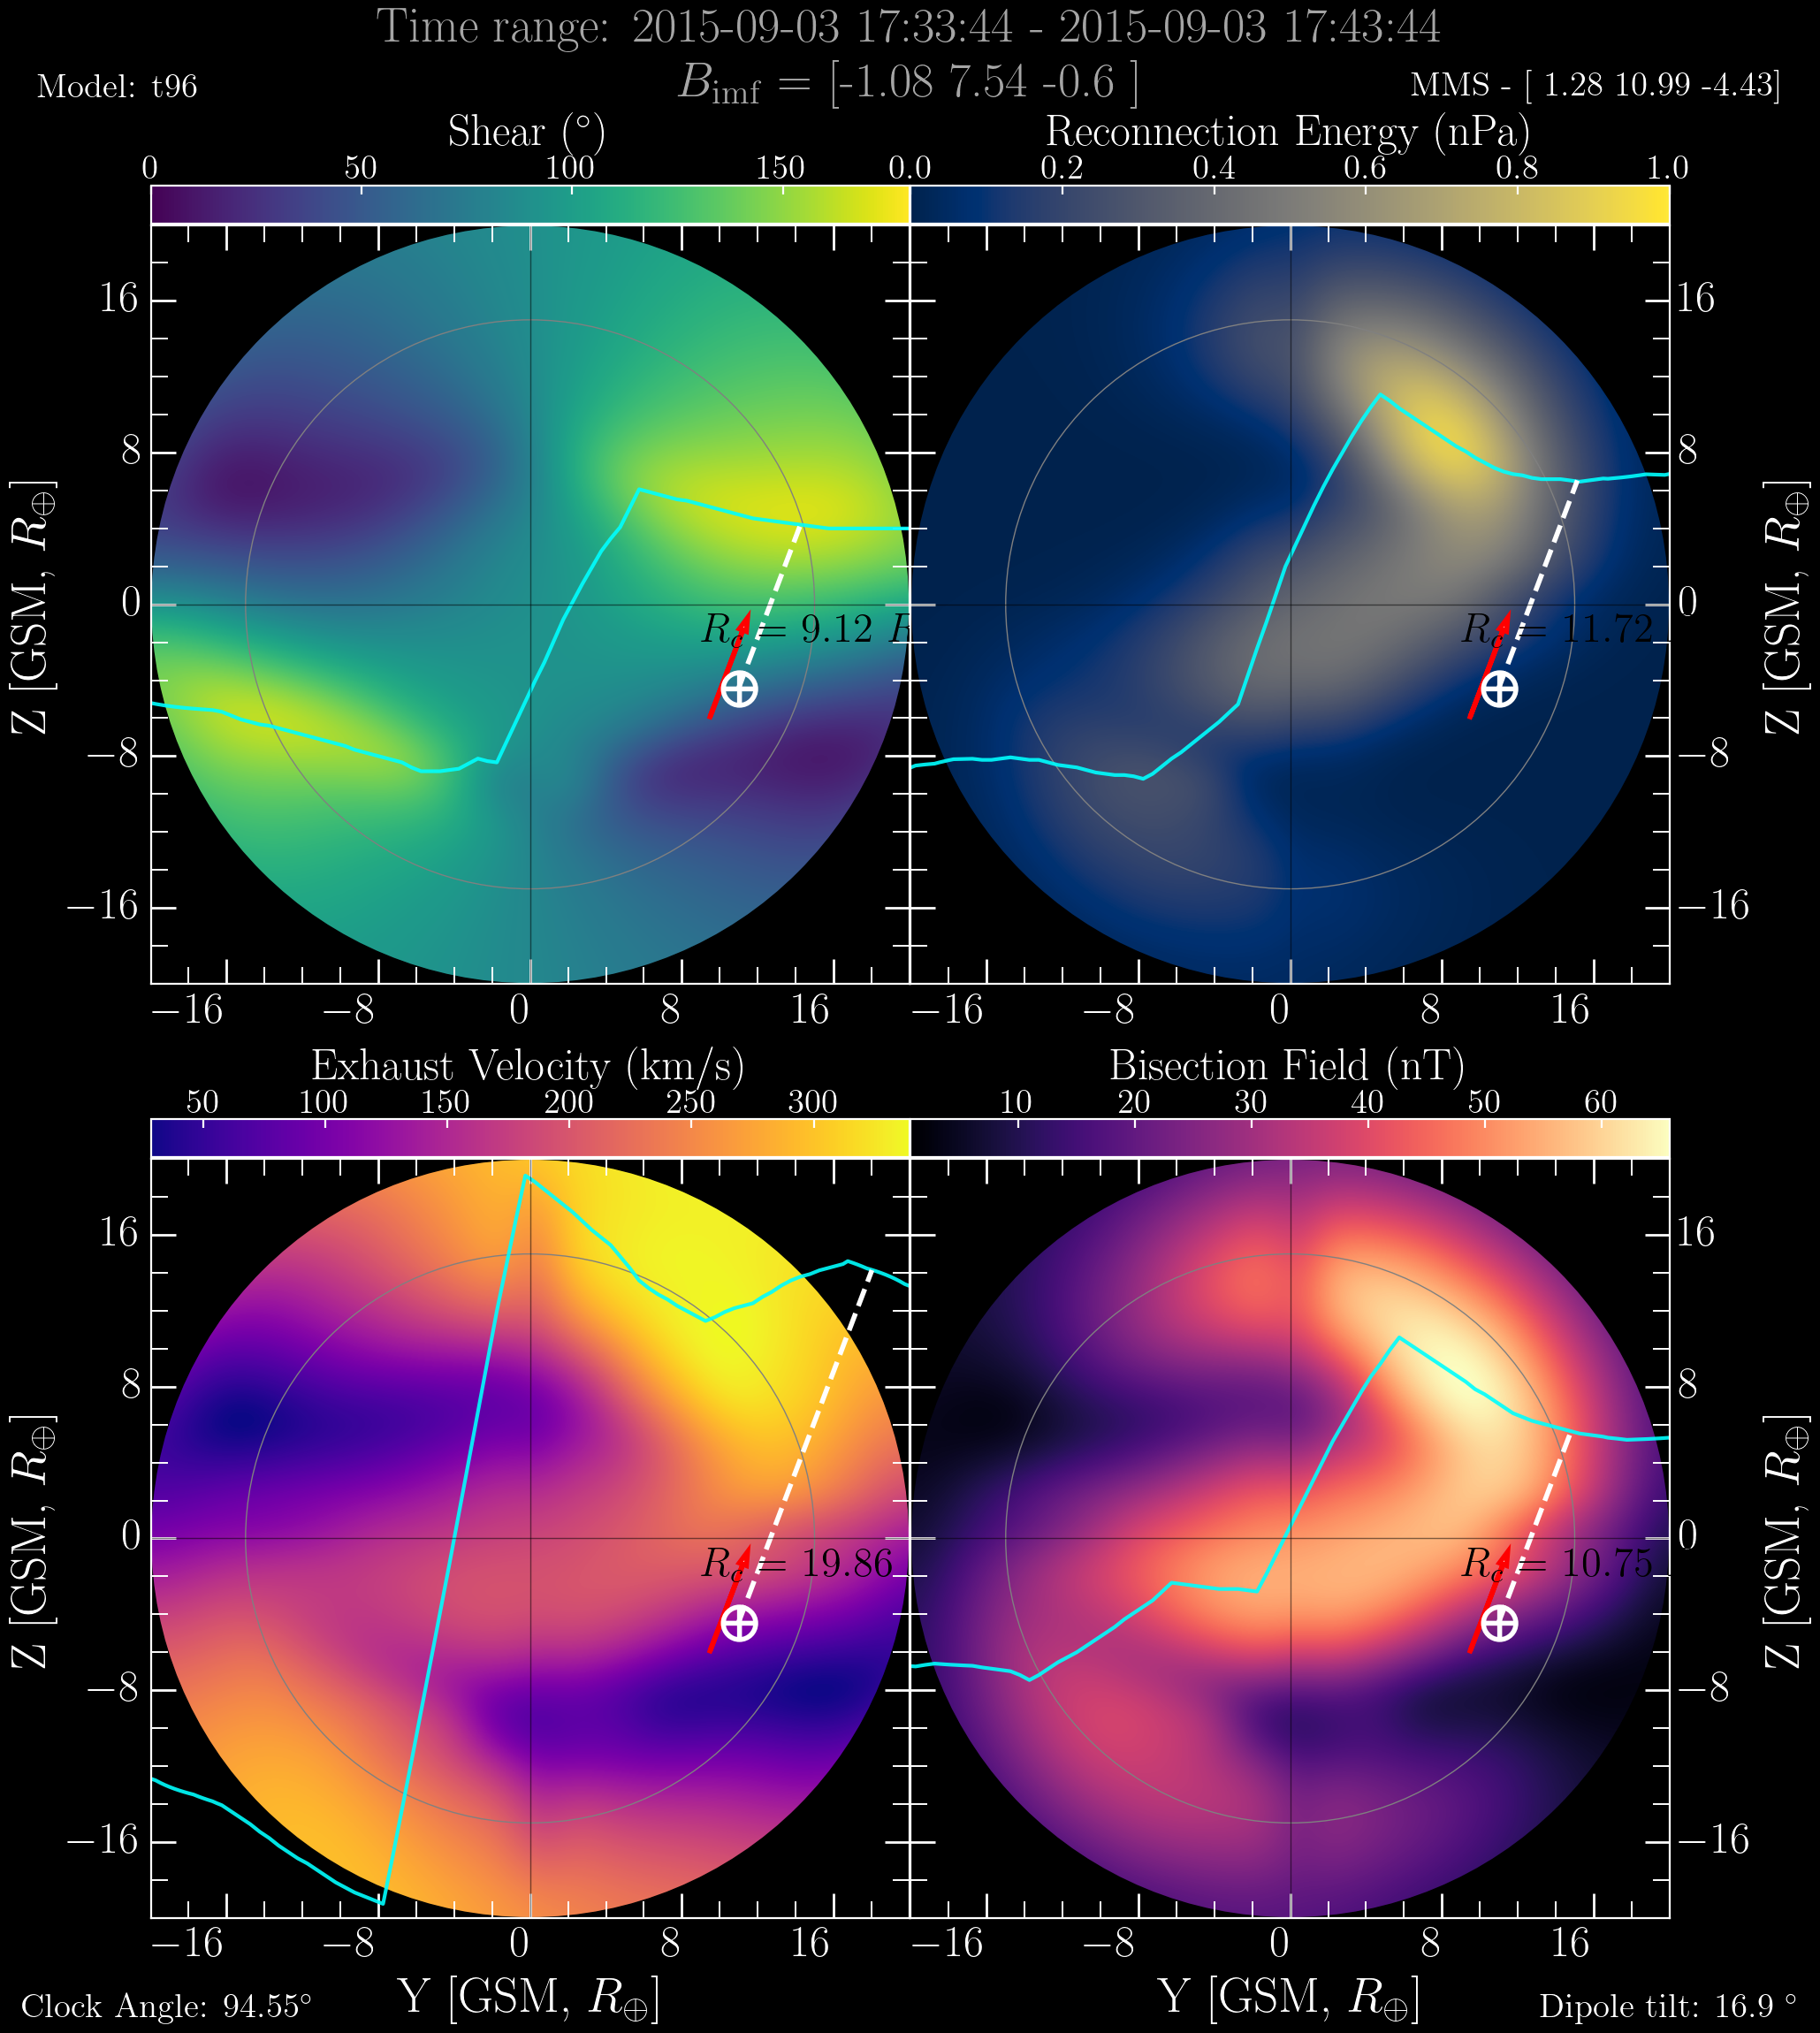 Time range: 2015-09-03 17:33:44 - 2015-09-03 17:43:44
Model: t96
B_imf = [-1.08 7.54 -0.6 ]
MMS - [ 1.28 10.99 -4.43]
Shear (°)
Reconnection Energy (nPa)
0 50 100 150
0.0 0.2 0.4 0.6 0.8 1.0
16 8 0 −8 −16
Z [GSM, R⊕]
R_c = 9.12 R
R_c = 11.72
16 8 0 −8 −16
Z [GSM, R⊕]
−16 −8 0 8 16
−16 −8 0 8 16
Exhaust Velocity (km/s)
Bisection Field (nT)
50 100 150 200 250 300
10 20 30 40 50 60
16 8 0 −8 −16
Z [GSM, R⊕]
R_c = 19.86
R_c = 10.75
16 8 0 −8 −16
Z [GSM, R⊕]
−16 −8 0 8 16
−16 −8 0 8 16
Y [GSM, R⊕]
Y [GSM, R⊕]
Clock Angle: 94.55°
Dipole tilt: 16.9 °